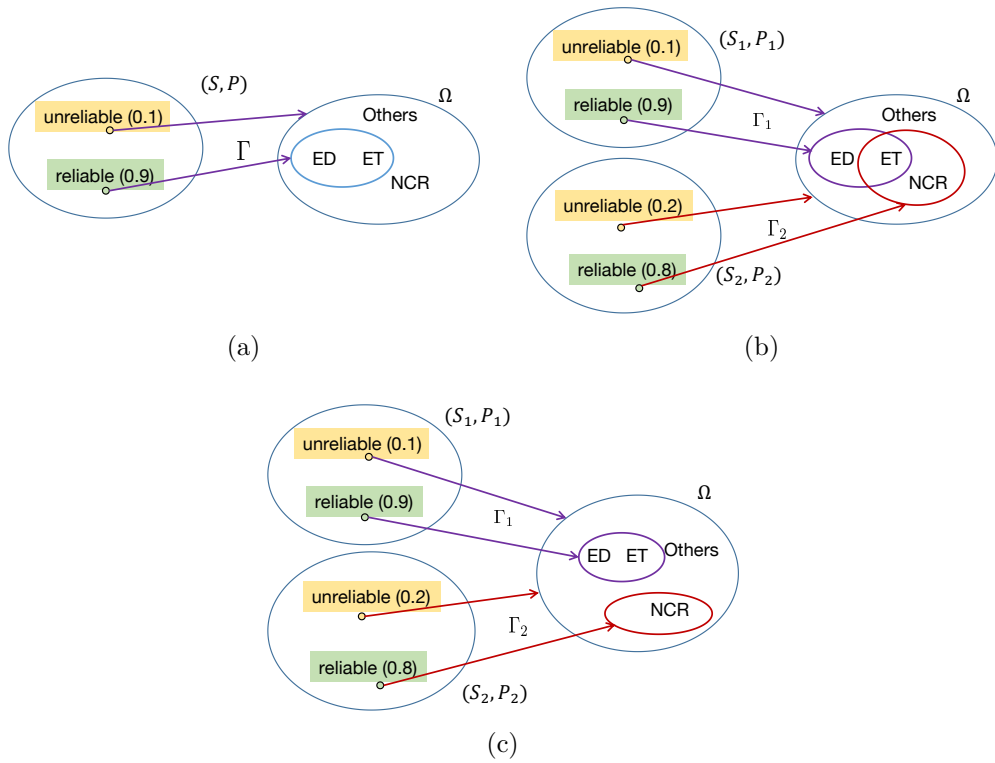 (S, P)
unreliable (0.1)
reliable (0.9)
Γ
Ω
Others
ED ET
NCR
(a)
(S₁, P₁)
unreliable (0.1)
reliable (0.9)
Γ₁
Ω
Others
ED ET
NCR
unreliable (0.2)
Γ₂
reliable (0.8)
(S₂, P₂)
(b)
(S₁, P₁)
unreliable (0.1)
reliable (0.9)
Γ₁
Ω
ED ET Others
unreliable (0.2)
NCR
Γ₂
reliable (0.8)
(S₂, P₂)
(c)